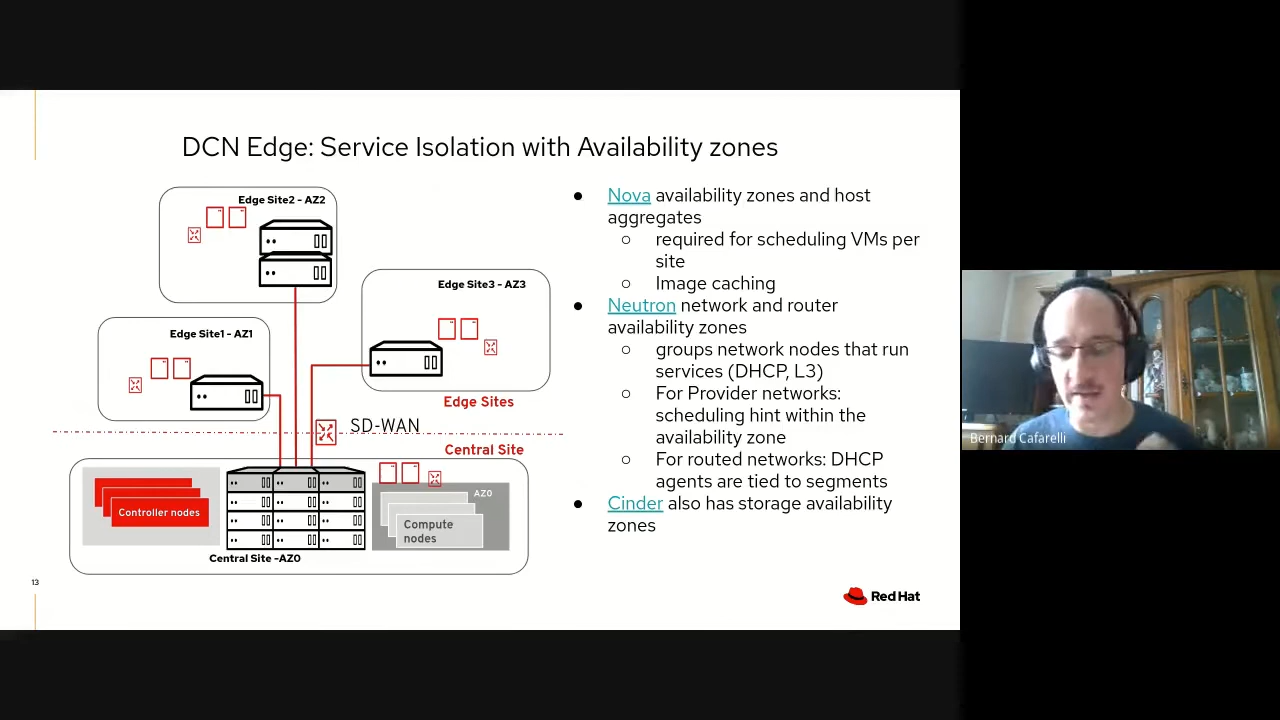 DCN Edge: Service Isolation with Availability zones
Edge Site2 - AZ2
Edge Site3 - AZ3
Edge Site1 - AZ1
Edge Sites
SD-WAN
Central Site
Controller nodes
AZ0
Compute
nodes
Central Site -AZ0
● Nova availability zones and host
aggregates
○ required for scheduling VMs per
site
○ Image caching
● Neutron network and router
availability zones
○ groups network nodes that run
services (DHCP, L3)
○ For Provider networks:
scheduling hint within the
availability zone
○ For routed networks: DHCP
agents are tied to segments
● Cinder also has storage availability
zones
13
Red Hat
Bernard Cafarelli